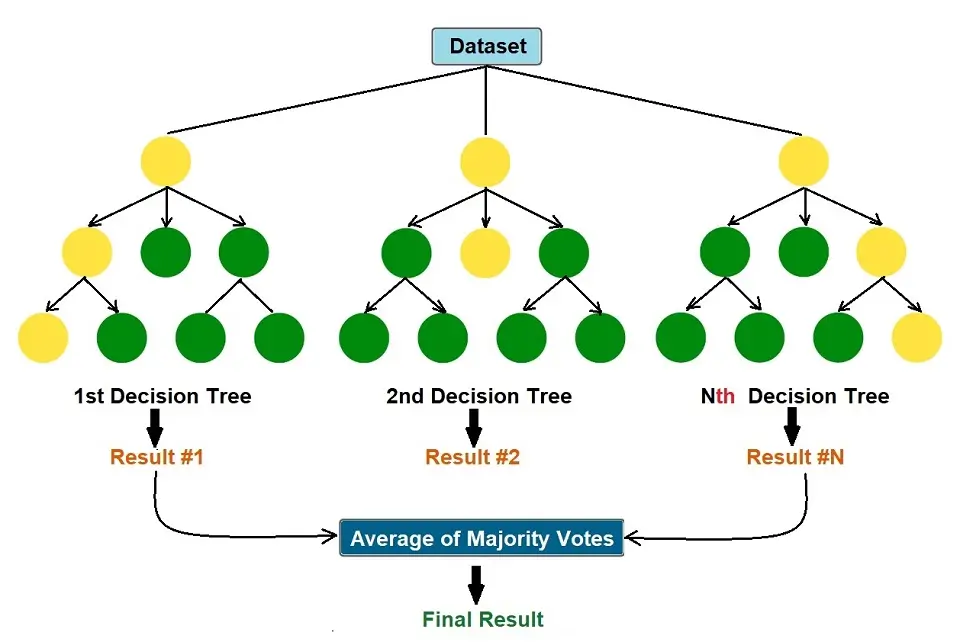 Dataset
1st Decision Tree
2nd Decision Tree
Nth Decision Tree
Result #1
Result #2
Result #N
Average of Majority Votes
Final Result